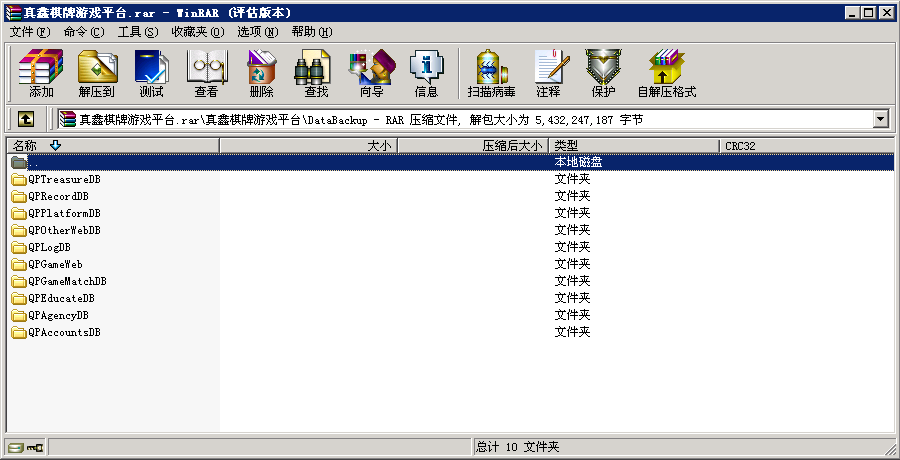 真鑫棋牌游戏平台.rar - WinRAR (评估版本)
文件(F) 命令(C) 工具(S) 收藏夹(O) 选项(N) 帮助(H)
添加 解压到 测试 查看 删除 查找 向导 信息 扫描病毒 注释 保护 自解压格式
真鑫棋牌游戏平台.rar\真鑫棋牌游戏平台\DataBackup - RAR 压缩文件, 解包大小为 5,432,247,187 字节
名称 大小 压缩后大小 类型 CRC32
.. 本地磁盘
QPTreasureDB 文件夹
QPRecordDB 文件夹
QPPlatformDB 文件夹
QPOtherWebDB 文件夹
QPLogDB 文件夹
QPGameWeb 文件夹
QPGameMatchDB 文件夹
QPEducateDB 文件夹
QPAgencyDB 文件夹
QPAccountsDB 文件夹
总计 10 文件夹